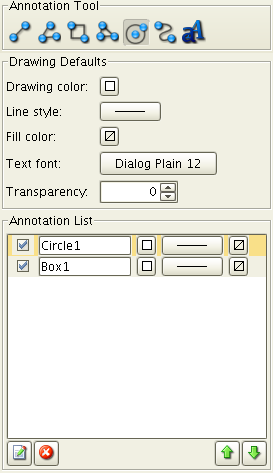 Annotation Tool
a
Drawing Defaults
Drawing color:
Line style:
Fill color:
Text font: Dialog Plain 12
Transparency: 0
Annotation List
Circle1
Box1